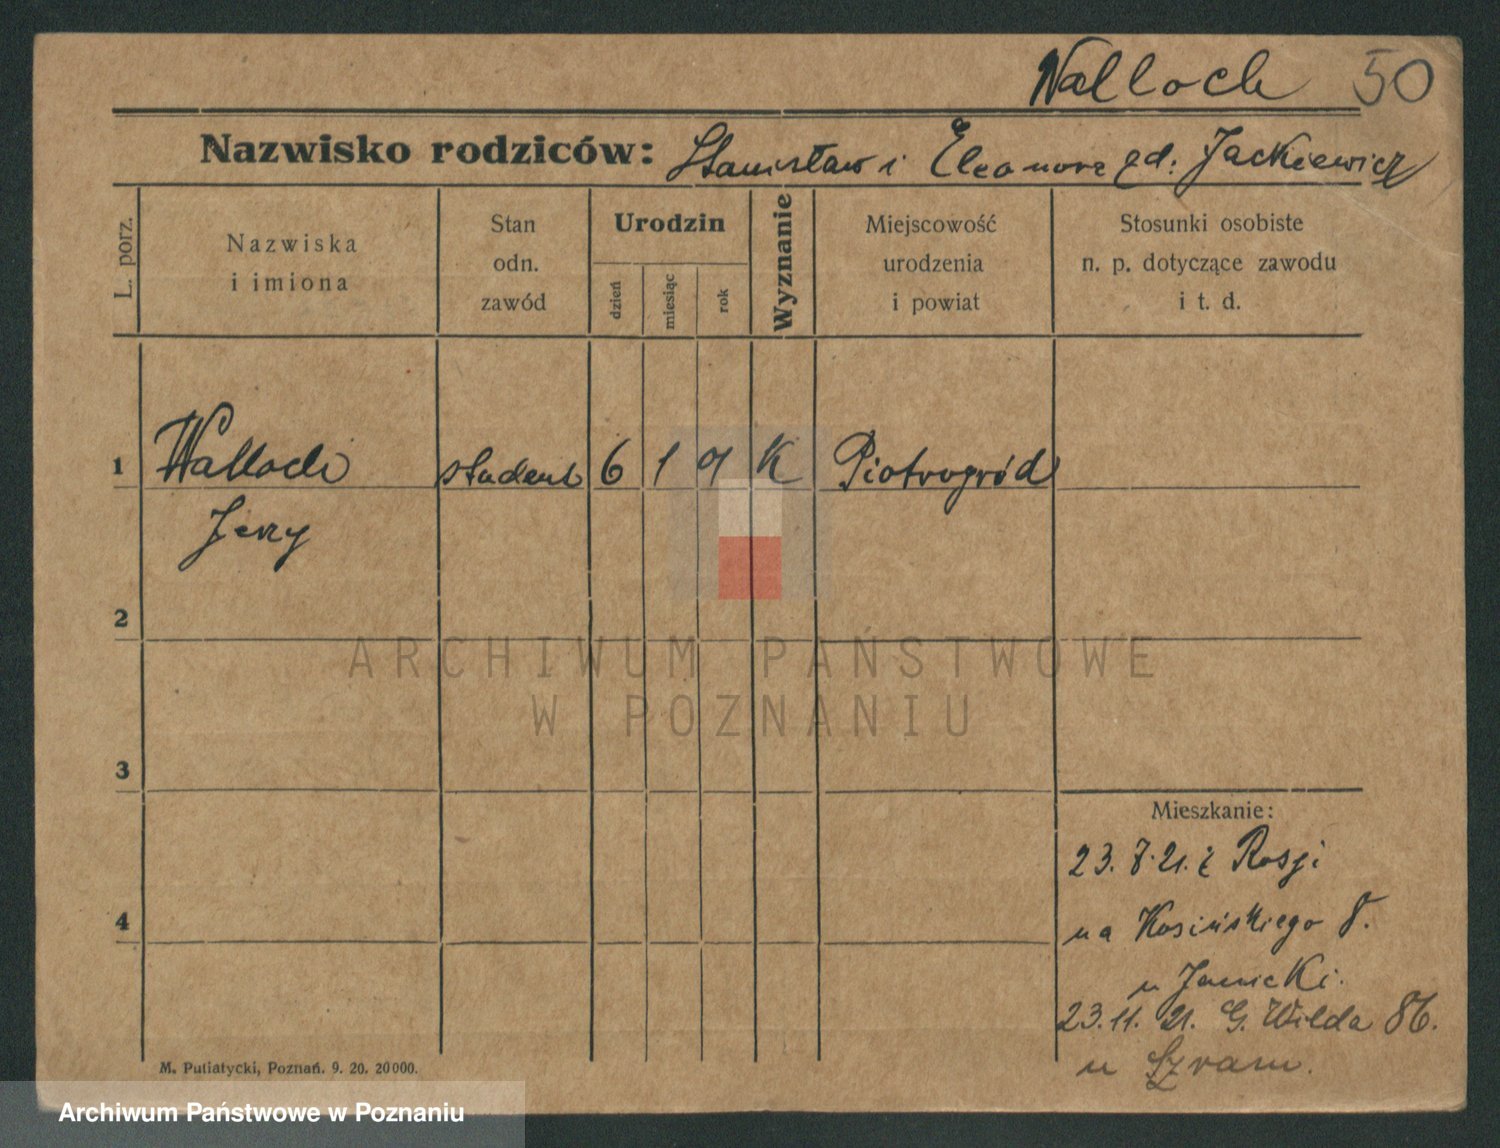 Walloch 50
Nazwisko rodziców: Stanisław i Eleonora zd. Jackiewicz
L. porz.
Nazwiska
i imiona
Stan
odn.
zawód
Urodzin
dzień
miesiąc
rok
Wyznanie
Miejscowość
urodzenia
i powiat
Stosunki osobiste
n. p. dotyczące zawodu
i t. d.
1 Walloch student 6 1 K Piotrogród
Jerzy
2
3
4
Mieszkanie:
23. 8. 21. z Rosji
na Kosińskiego 8.
u Janicki.
23. 11. 21. G. Wilda 86.
u Szram.
M. Putiatycki, Poznań. 9. 20. 20000.
ARCHIWUM PAŃSTWOWE
W POZNANIU
Archiwum Państwowe w Poznaniu